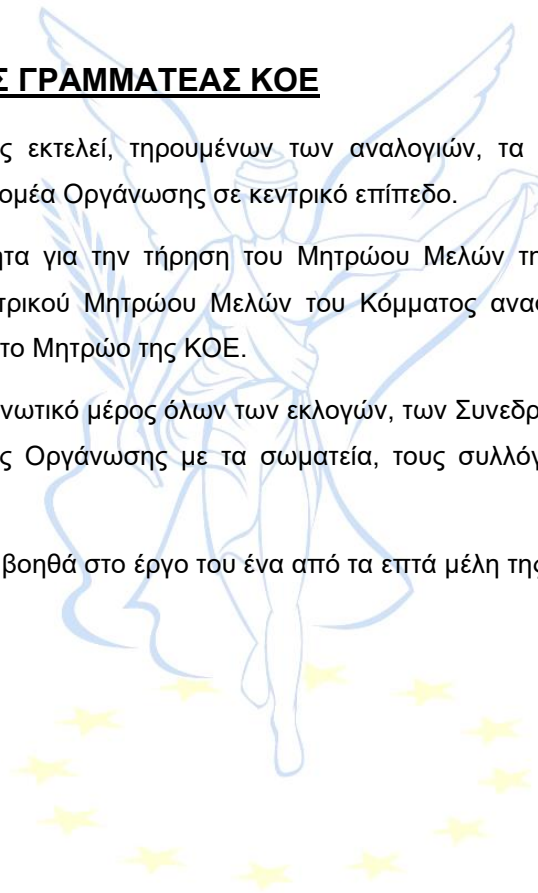 Σ ΓΡΑΜΜΑΤΕΑΣ ΚΟΕ
ς εκτελεί, τηρουμένων των αναλογιών, τα
ομέα Οργάνωσης σε κεντρικό επίπεδο.
ητα για την τήρηση του Μητρώου Μελών τη
τρικού Μητρώου Μελών του Κόμματος ανασ
το Μητρώο της ΚΟΕ.
νωτικό μέρος όλων των εκλογών, των Συνεδρ
ς Οργάνωσης με τα σωματεία, τους συλλόγ
βοηθά στο έργο του ένα από τα επτά μέλη της